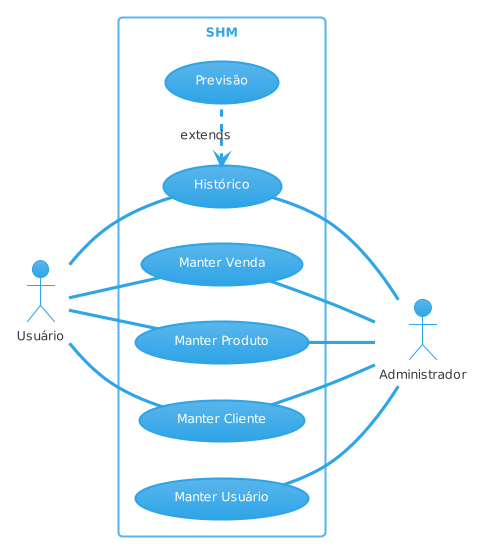 SHM
Previsão
extends
Histórico
Manter Venda
Usuário
Manter Produto
Administrador
Manter Cliente
Manter Usuário